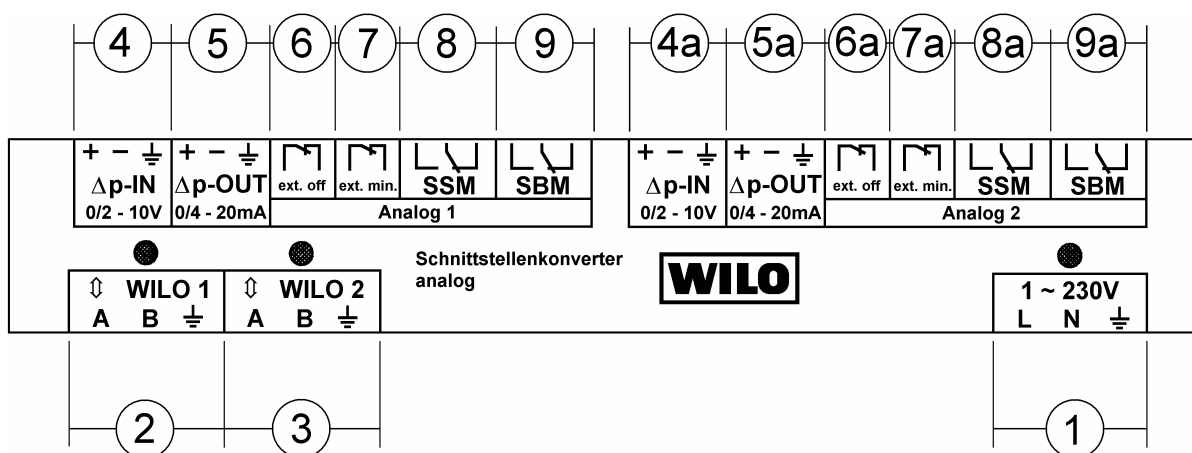 4 5 6 7 8 9 4a 5a 6a 7a 8a 9a
+ − + − + − + −
Δp-IN Δp-OUT ext. off ext. min. SSM SBM Δp-IN Δp-OUT ext. off ext. min. SSM SBM
0/2 - 10V 0/4 - 20mA Analog 1 0/2 - 10V 0/4 - 20mA Analog 2
Schnittstellenkonverter
analog
WILO
⇕ WILO 1 ⇕ WILO 2 1 ~ 230V
A B A B L N
2 3 1